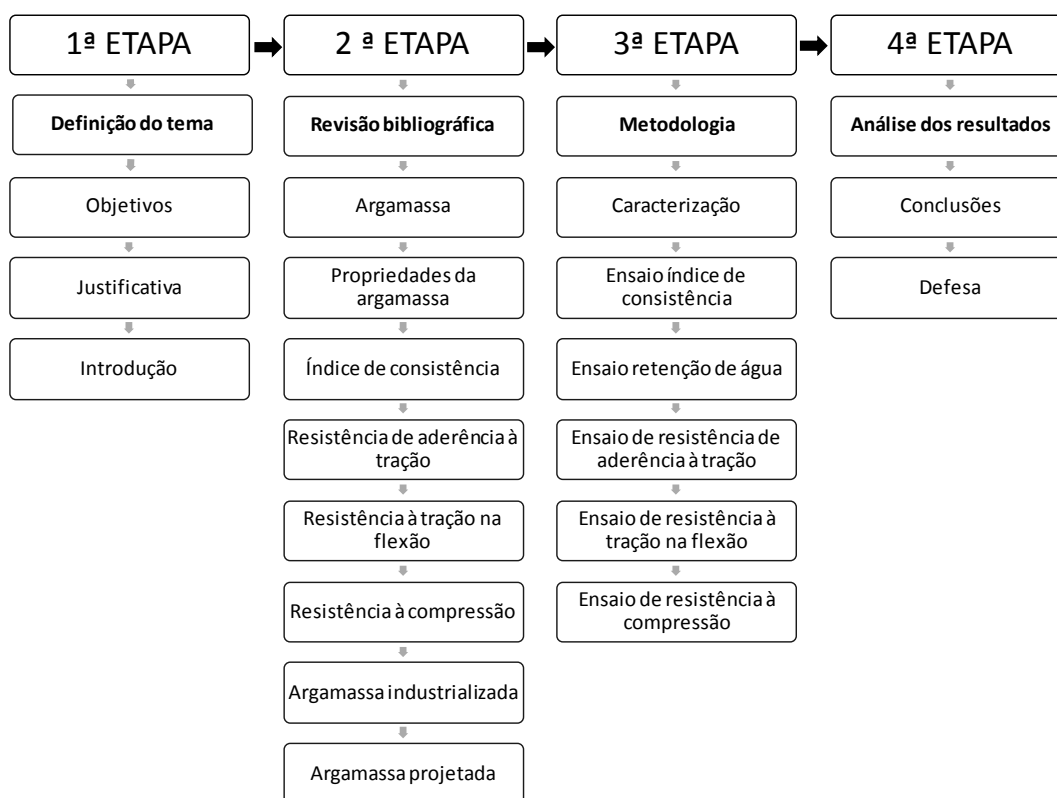 1ª ETAPA
Definição do tema
Objetivos
Justificativa
Introdução
2 ª ETAPA
Revisão bibliográfica
Argamassa
Propriedades da
argamassa
Índice de consistência
Resistência de aderência à
tração
Resistência à tração na
flexão
Resistência à compressão
Argamassa industrializada
Argamassa projetada
3ª ETAPA
Metodologia
Caracterização
Ensaio índice de
consistência
Ensaio retenção de água
Ensaio de resistência de
aderência à tração
Ensaio de resistência à
tração na flexão
Ensaio de resistência à
compressão
4ª ETAPA
Análise dos resultados
Conclusões
Defesa